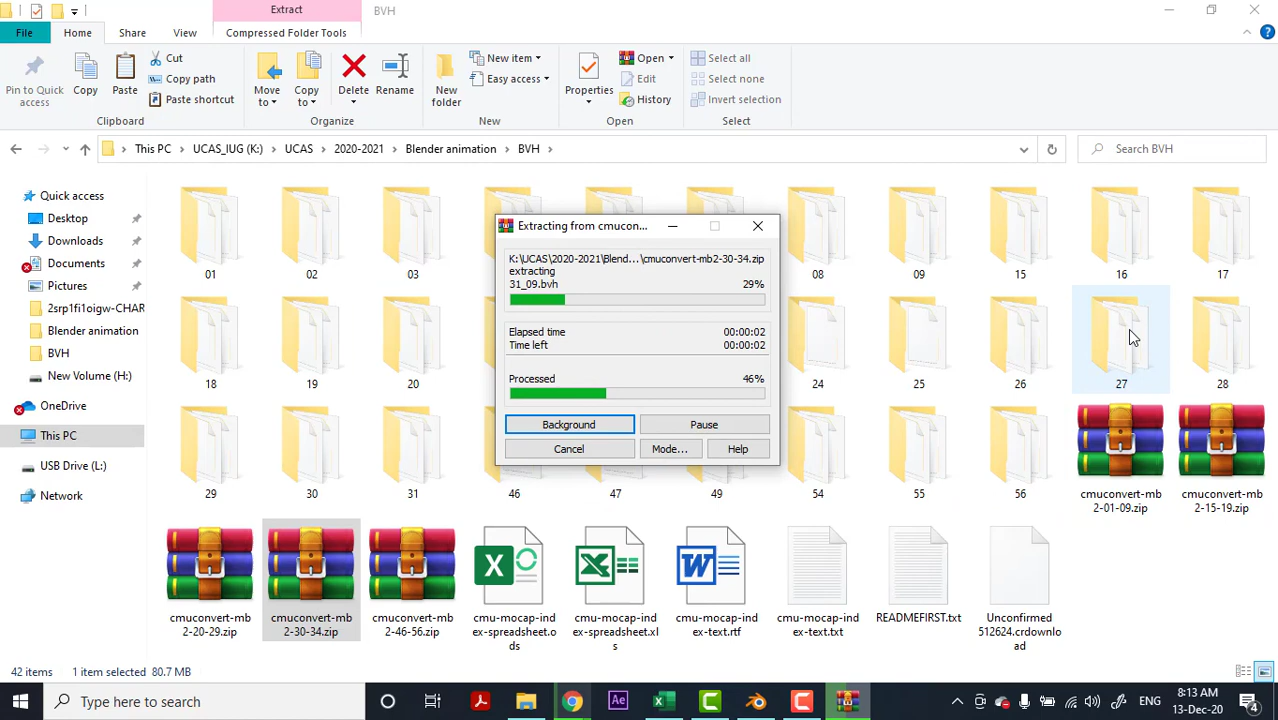 Extract
BVH
File
Home
Share
View
Compressed Folder Tools
Pin to Quick access
Copy
Paste
Cut
Copy path
Paste shortcut
Clipboard
Move to
Copy to
Delete
Rename
Organize
New folder
New item
Easy access
New
Properties
Open
Edit
History
Open
Select all
Select none
Invert selection
Select
This PC
UCAS_IUG (K:)
UCAS
2020-2021
Blender animation
BVH
Search BVH
Quick access
Desktop
Downloads
Documents
Pictures
2srp1fi1oigw-CHAR
Blender animation
BVH
New Volume (H:)
OneDrive
This PC
USB Drive (L:)
Network
01
02
03
08
09
15
16
17
18
19
20
24
25
26
27
28
29
30
31
46
47
49
54
55
56
cmuconvert-mb
2-01-09.zip
cmuconvert-mb
2-15-19.zip
cmuconvert-mb
2-20-29.zip
cmuconvert-mb
2-30-34.zip
cmuconvert-mb
2-46-56.zip
cmu-mocap-ind
ex-spreadsheet.o
ds
cmu-mocap-ind
ex-spreadsheet.xl
s
cmu-mocap-ind
ex-text.rtf
cmu-mocap-ind
ex-text.txt
READMEFIRST.txt
Unconfirmed
512624.crdownlo
ad
Extracting from cmucon...
K:\UCAS\2020-2021\Blend...\cmuconvert-mb2-30-34.zip
extracting
31_09.bvh 29%
Elapsed time 00:00:02
Time left 00:00:02
Processed 46%
Background
Pause
Cancel
Mode...
Help
42 items
1 item selected 80.7 MB
Type here to search
Ae
ENG
8:13 AM
13-Dec-20
4